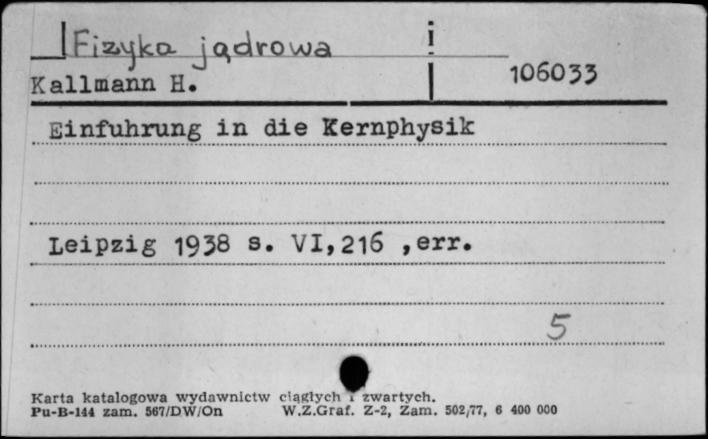 Fizyka jądrowa
106033
Kallmann H.
Einfuhrung in die Kernphysik
Leipzig 1938 s. VI,216 ,err.
5
Karta katalogowa wydawnictw ciągłych i zwartych.
Pu-B-144 zam. 567/DW/On W.Z.Graf. Z-2, Zam. 502/77, 6 400 000